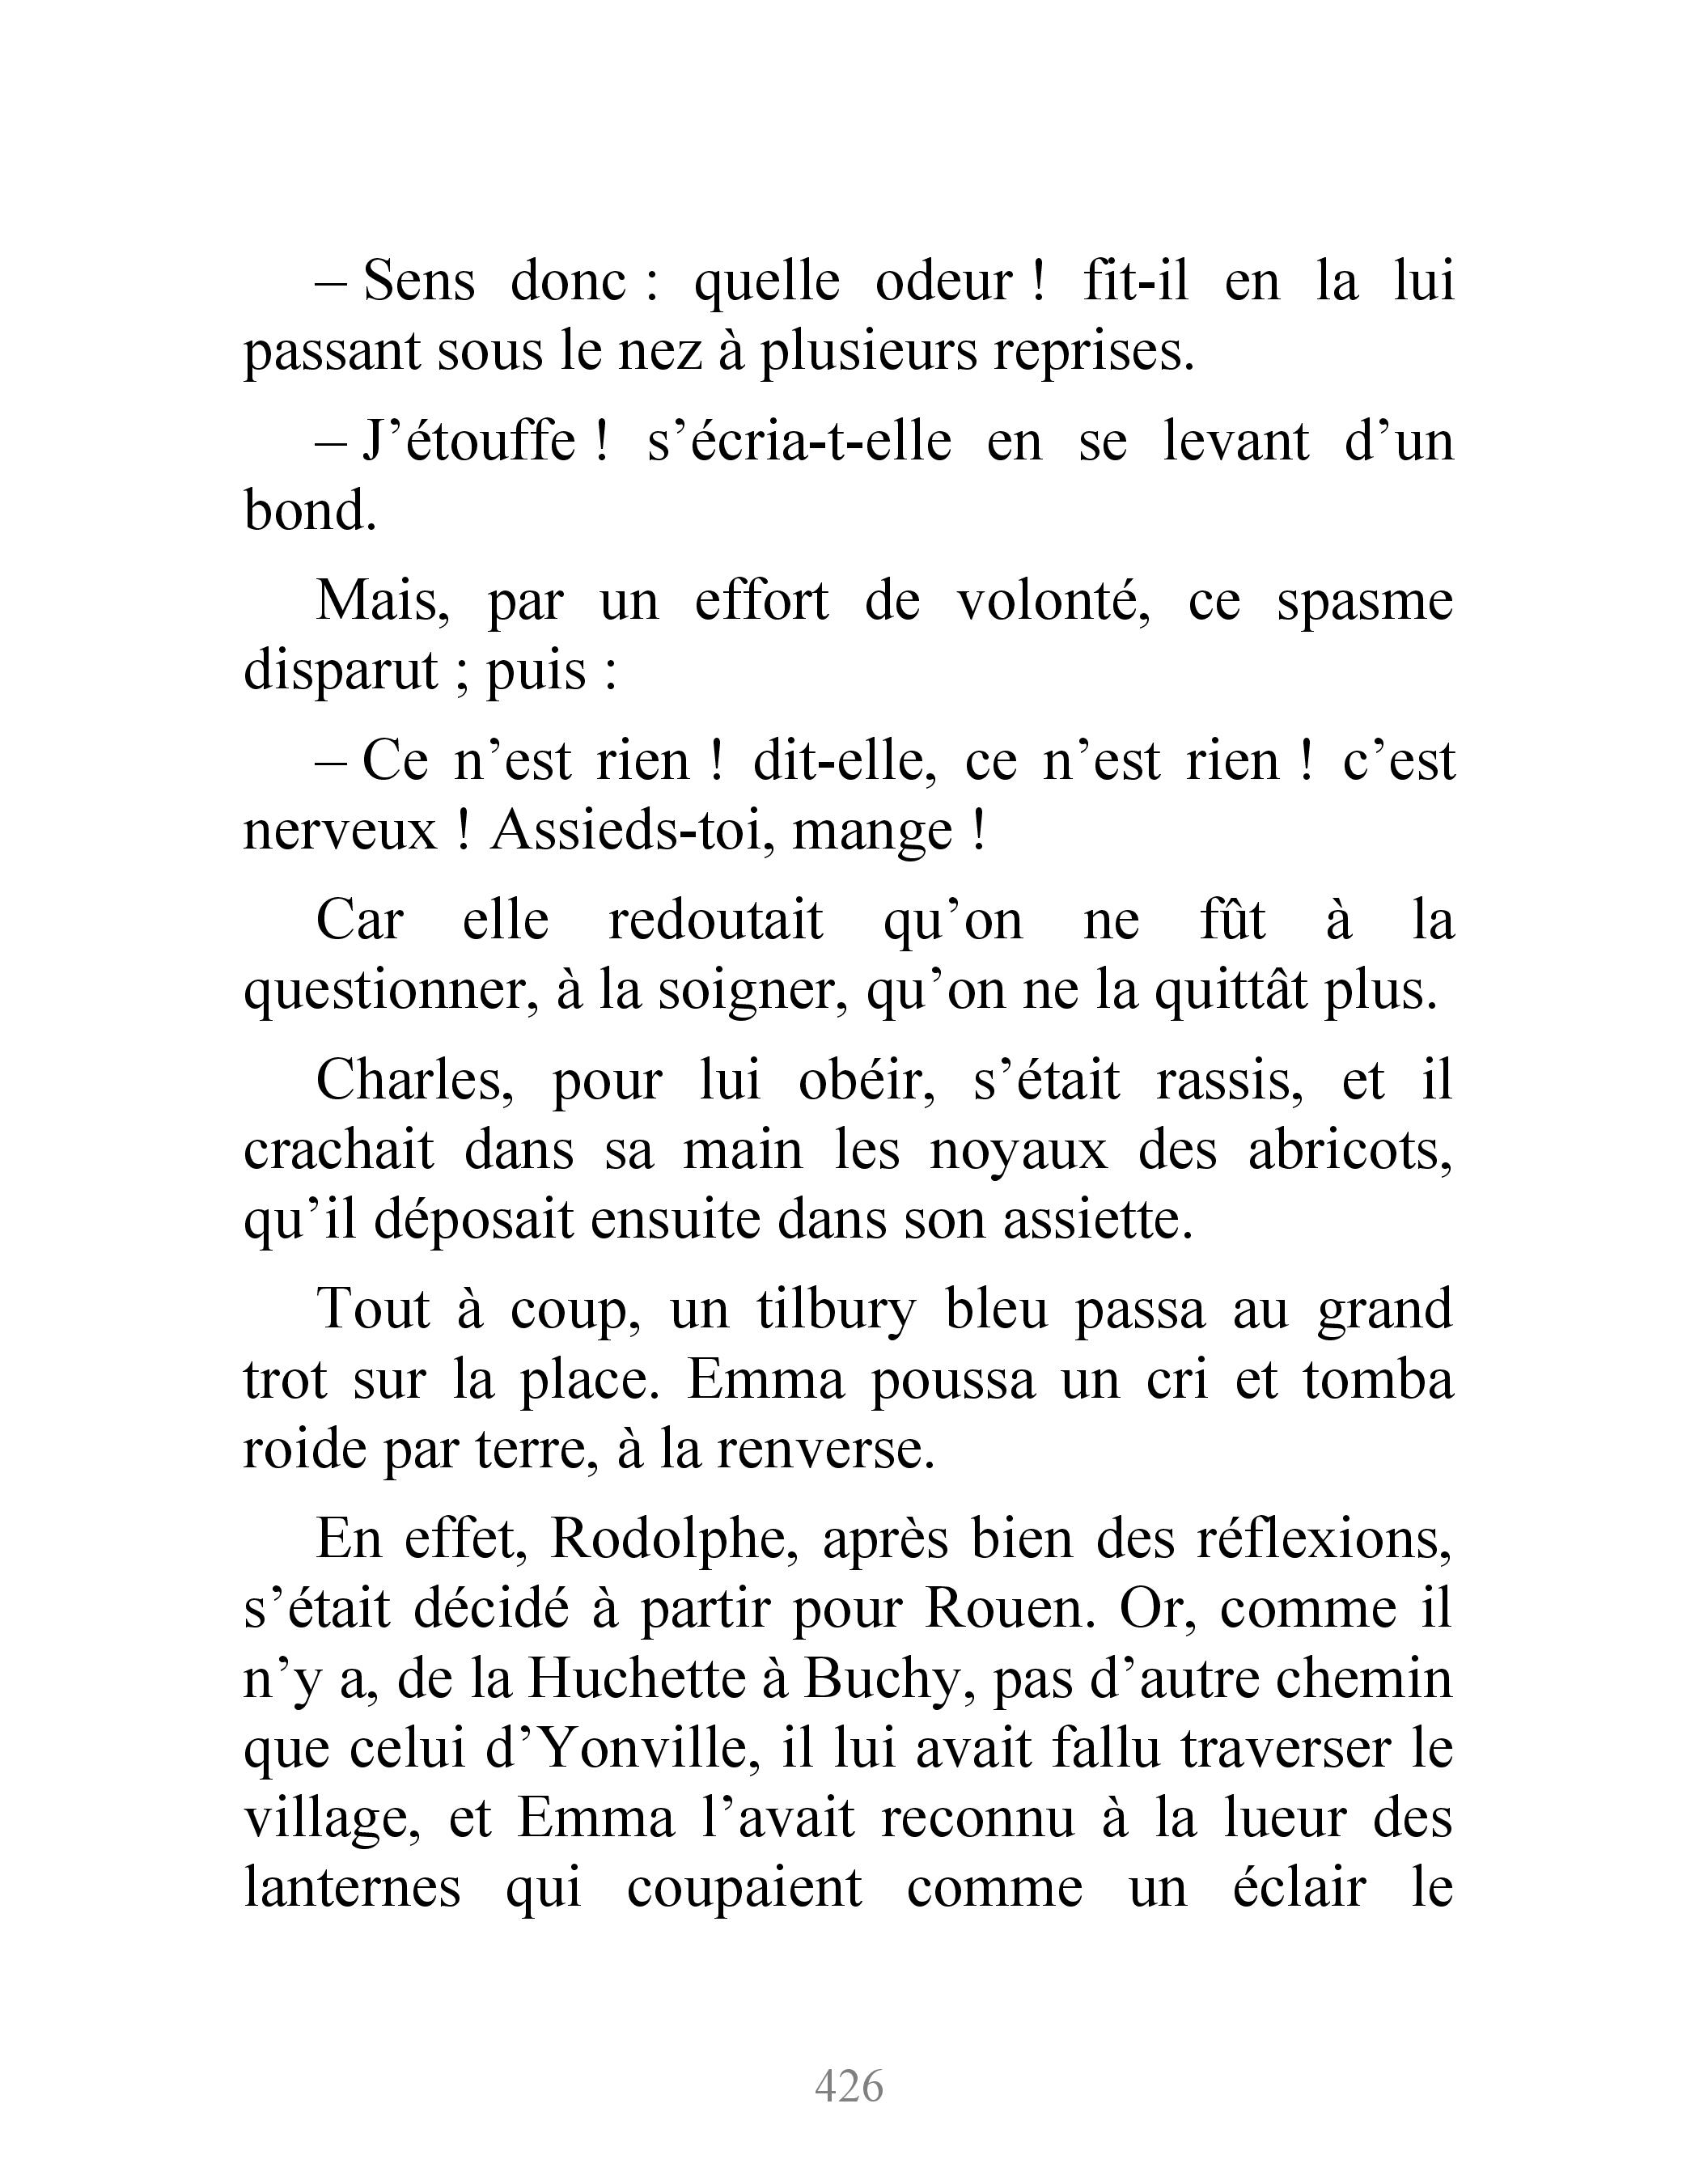 – Sens donc : quelle odeur ! fit-il en la lui
passant sous le nez à plusieurs reprises.
– J’étouffe ! s’écria-t-elle en se levant d’un
bond.
Mais, par un effort de volonté, ce spasme
disparut ; puis :
– Ce n’est rien ! dit-elle, ce n’est rien ! c’est
nerveux ! Assieds-toi, mange !
Car elle redoutait qu’on ne fût à la
questionner, à la soigner, qu’on ne la quittât plus.
Charles, pour lui obéir, s’était rassis, et il
crachait dans sa main les noyaux des abricots,
qu’il déposait ensuite dans son assiette.
Tout à coup, un tilbury bleu passa au grand
trot sur la place. Emma poussa un cri et tomba
roide par terre, à la renverse.
En effet, Rodolphe, après bien des réflexions,
s’était décidé à partir pour Rouen. Or, comme il
n’y a, de la Huchette à Buchy, pas d’autre chemin
que celui d’Yonville, il lui avait fallu traverser le
village, et Emma l’avait reconnu à la lueur des
lanternes qui coupaient comme un éclair le
426